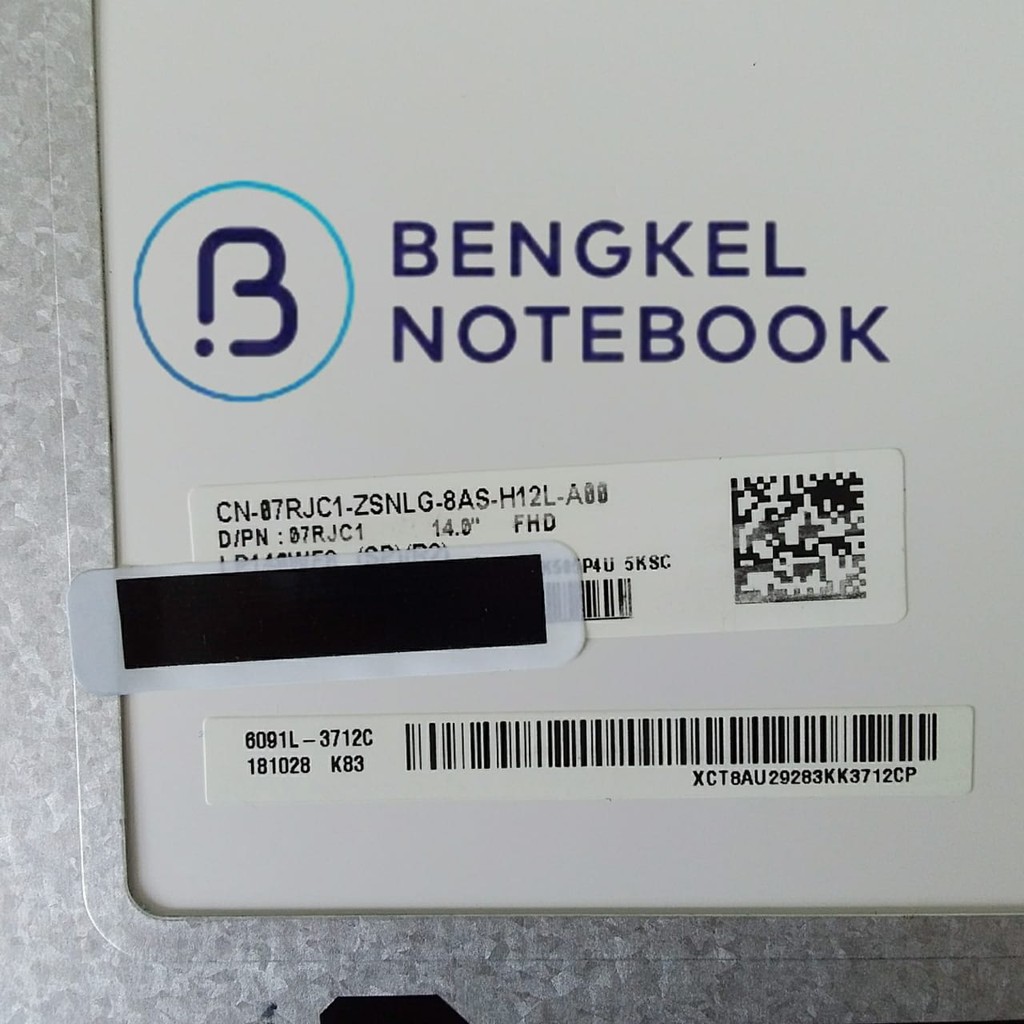 BENGKEL
NOTEBOOK
CN-07RJC1-ZSNLG-8AS-H12L-A00
D/PN : 07RJC1 14.0" FHD
5KSC
6091L-3712C
181028 K83
XCT8AU29283KK3712CP